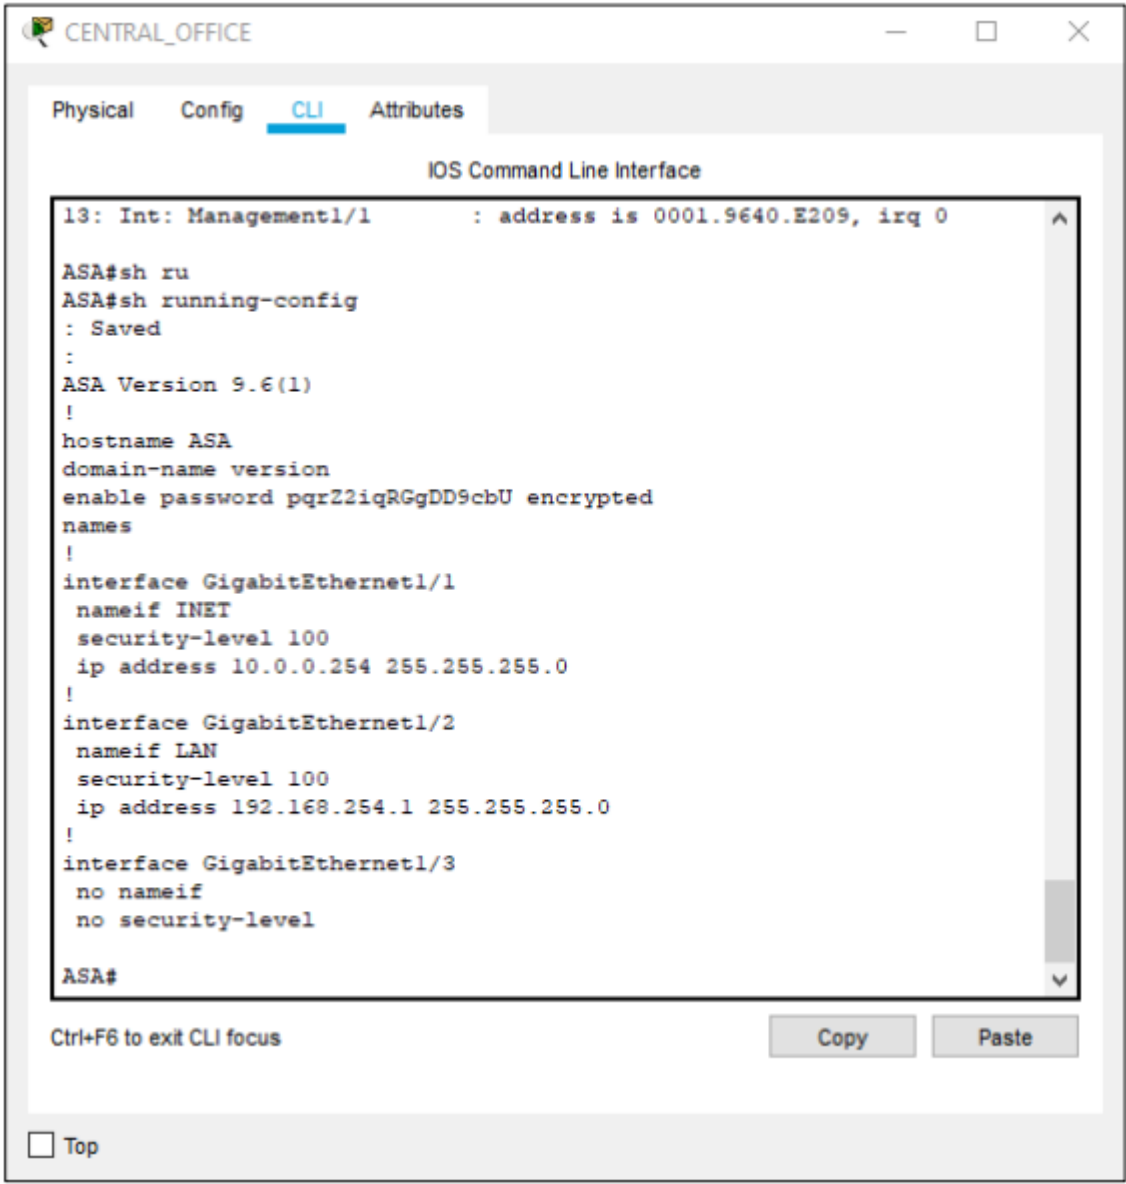 CENTRAL_OFFICE
Physical Config CLI Attributes
IOS Command Line Interface
13: Int: Management1/1 : address is 0001.9640.E209, irq 0
ASA#sh ru
ASA#sh running-config
: Saved
:
ASA Version 9.6(1)
!
hostname ASA
domain-name version
enable password pqrZ2iqRGgDD9cbU encrypted
names
!
interface GigabitEthernet1/1
nameif INET
security-level 100
ip address 10.0.0.254 255.255.255.0
!
interface GigabitEthernet1/2
nameif LAN
security-level 100
ip address 192.168.254.1 255.255.255.0
!
interface GigabitEthernet1/3
no nameif
no security-level
ASA#
Ctrl+F6 to exit CLI focus
Copy Paste
Top